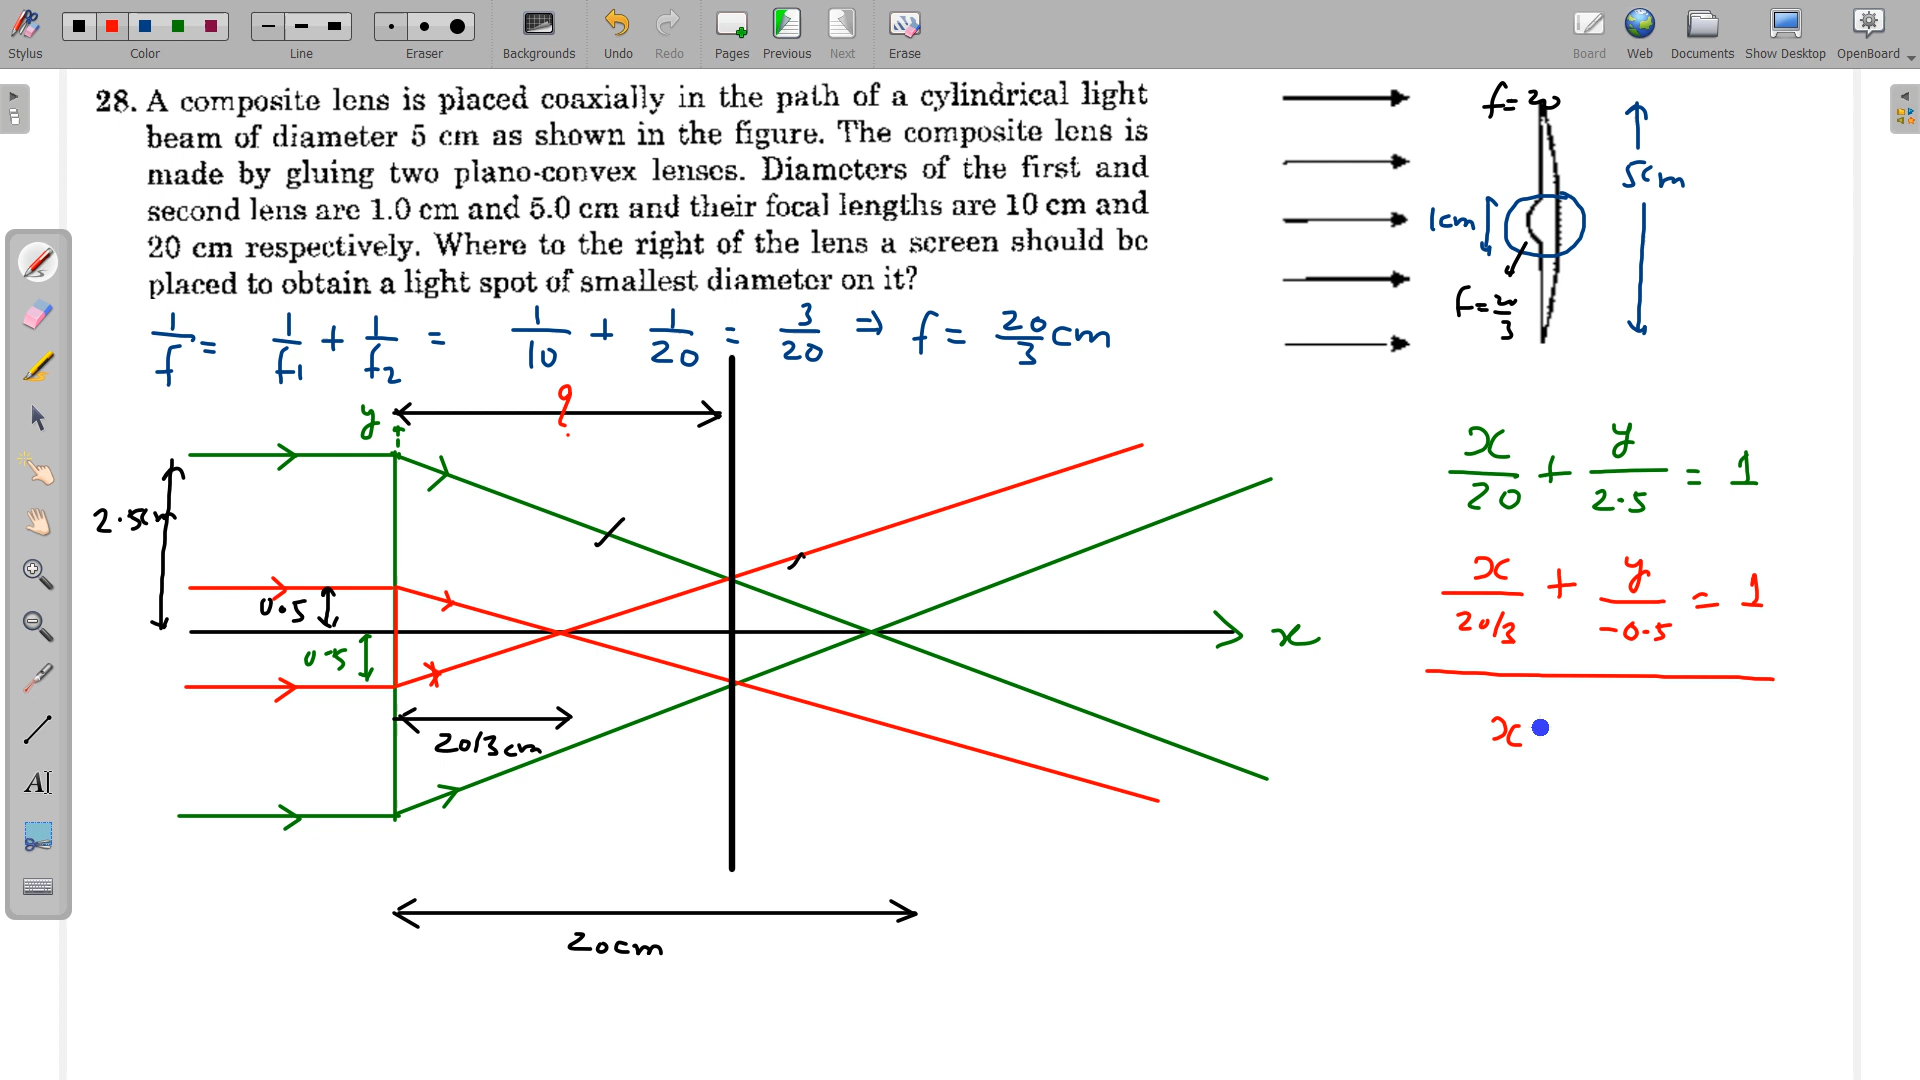 Stylus Color Line Eraser Backgrounds Undo Redo Pages Previous Next Erase Board Web Documents Show Desktop OpenBoard
28. A composite lens is placed coaxially in the path of a cylindrical light
beam of diameter 5 cm as shown in the figure. The composite lens is
made by gluing two plano-convex lenses. Diameters of the first and
second lens are 1.0 cm and 5.0 cm and their focal lengths are 10 cm and
20 cm respectively. Where to the right of the lens a screen should be
placed to obtain a light spot of smallest diameter on it?
f=20
5cm
1cm
f=20/3
1/f = 1/f1 + 1/f2 = 1/10 + 1/20 = 3/20 ⇒ f = 20/3 cm
y
?
2.5cm
0.5
0.5
x
20/3cm
20cm
x/20 + y/2.5 = 1
x/20/3 + y/-0.5 = 1
x
AI